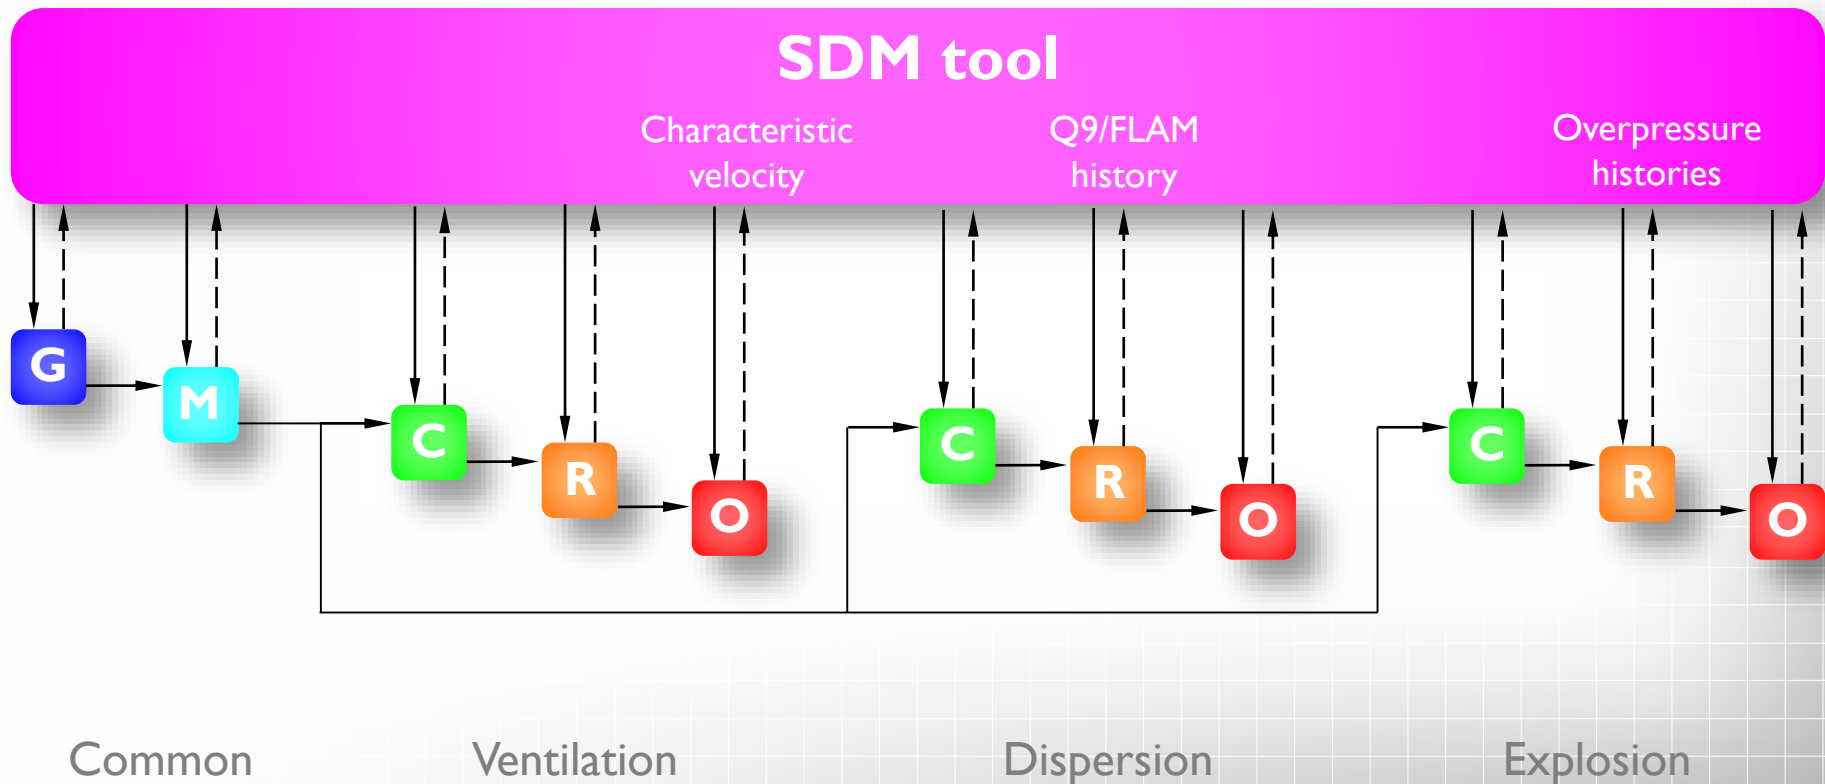 SDM tool
Characteristic
velocity
Q9/FLAM
history
Overpressure
histories
G
M
C
R
O
C
R
O
C
R
O
Common
Ventilation
Dispersion
Explosion